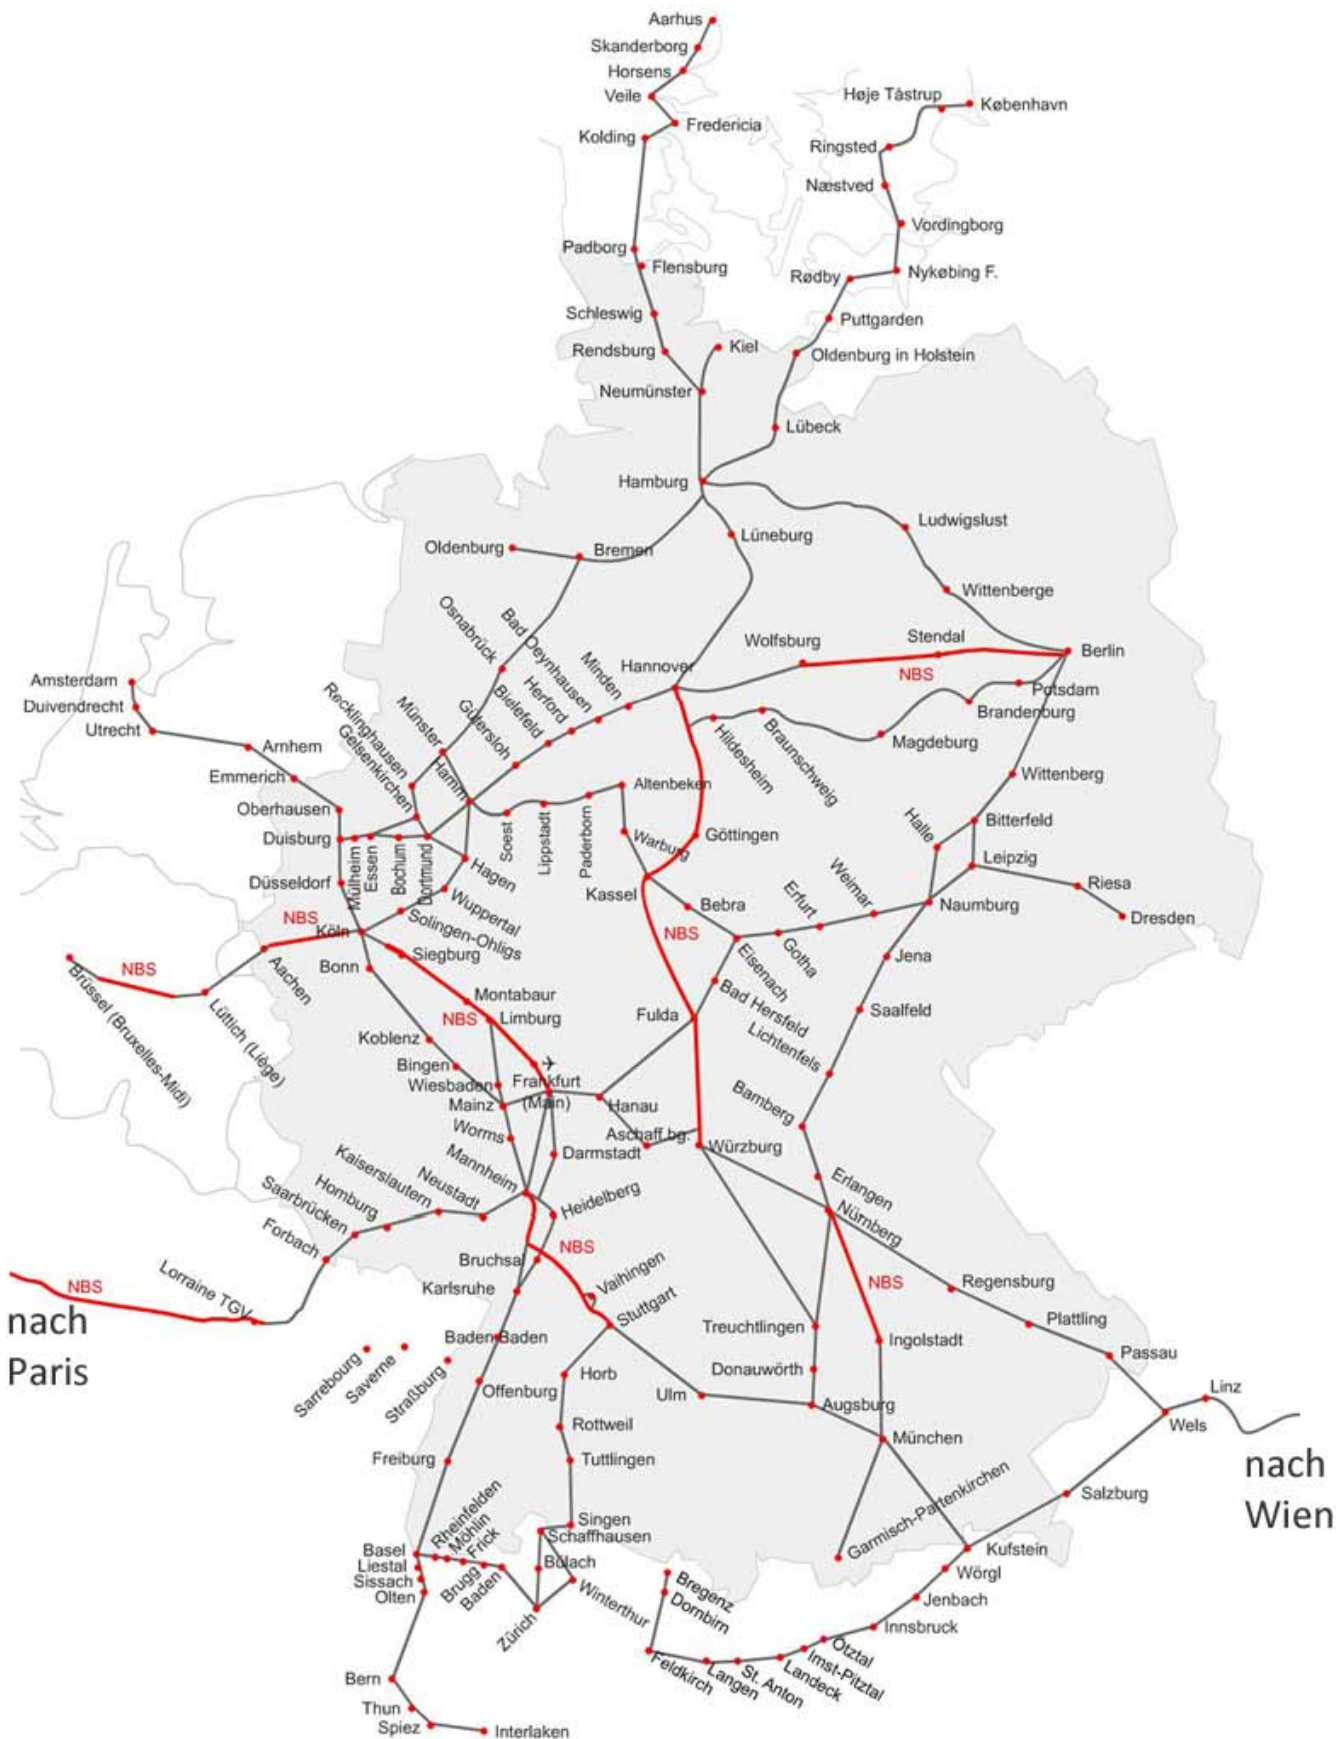 Aarhus
Skanderborg
Horsens
Veile
Fredericia
Kolding
Høje Tåstrup
København
Ringsted
Næstved
Vordingborg
Padborg
Flensburg
Rødby
Nykøbing F.
Schleswig
Puttgarden
Rendsburg
Kiel
Oldenburg in Holstein
Neumünster
Lübeck
Hamburg
Ludwigslust
Lüneburg
Oldenburg
Bremen
Wittenberge
Osnabrück
Bad Oeynhausen
Minden
Herford
Bielefeld
Gütersloh
Hannover
Wolfsburg
Stendal
NBS
Berlin
Potsdam
Brandenburg
Magdeburg
Braunschweig
Hildesheim
Amsterdam
Duivendrecht
Utrecht
Arnhem
Emmerich
Recklinghausen
Gelsenkirchen
Münster
Hamm
Oberhausen
Duisburg
Mülheim
Essen
Bochum
Dortmund
Hagen
Soest
Lippstadt
Paderborn
Altenbeken
Warburg
Göttingen
Wittenberg
Bitterfeld
Halle
Leipzig
Riesa
Dresden
Düsseldorf
Wuppertal
Solingen-Ohligs
Kassel
Bebra
Erfurt
Weimar
Naumburg
NBS
Köln
Siegburg
NBS
Eisenach
Gotha
Jena
Bonn
Aachen
NBS
Brüssel (Bruxelles-Midi)
Lüttich (Liège)
Montabaur
NBS
Limburg
Fulda
Bad Hersfeld
Saalfeld
Lichtenfels
Koblenz
Bingen
Wiesbaden
Mainz
Frankfurt
(Main)
Hanau
Aschaff.bg.
Würzburg
Bamberg
Worms
Darmstadt
Mannheim
Heidelberg
Erlangen
Nürnberg
Neustadt
Kaiserslautern
Homburg
Saarbrücken
Forbach
Lorraine TGV
NBS
nach
Paris
Bruchsal
NBS
Karlsruhe
Vaihingen
Stuttgart
NBS
Regensburg
Plattling
Passau
Treuchtlingen
Ingolstadt
Donauwörth
Baden-Baden
Sarrebourg
Saverne
Straßburg
Offenburg
Horb
Ulm
Augsburg
Linz
Wels
nach
Wien
Rottweil
München
Freiburg
Tuttlingen
Salzburg
Garmisch-Partenkirchen
Singen
Schaffhausen
Rheinfelden
Möhlin
Frick
Basel
Liestal
Sissach
Olten
Brugg
Baden
Bülach
Winterthur
Zürich
Kufstein
Wörgl
Jenbach
Innsbruck
Bregenz
Dornbirn
Feldkirch
Langen
St. Anton
Landeck
Imst-Pitztal
Ötztal
Bern
Thun
Spiez
Interlaken